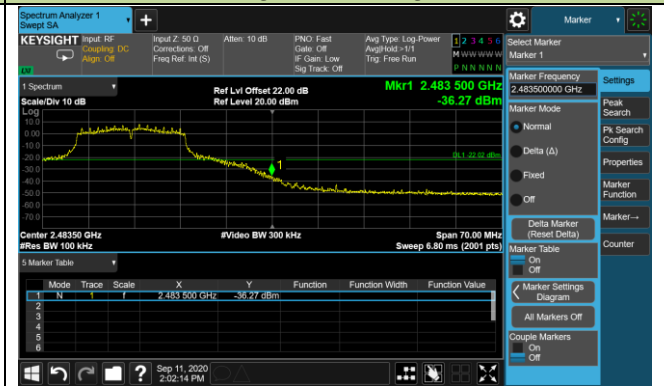 Spectrum Analyzer 1
Swept SA
+
Marker
KEYSIGHT
Input: RF
Coupling: DC
Align: Off
Input Z: 50 Ω
Corrections: Off
Freq Ref: Int (S)
Atten: 10 dB
PNO: Fast
Gate: Off
IF Gain: Low
Sig Track: Off
Avg Type: Log-Power
Avg|Hold:>1/1
Trig: Free Run
1 2 3 4 5 6
M W W W W W
P N N N N N
Select Marker
Marker 1
1 Spectrum
Scale/Div 10 dB
Log
Ref Lvl Offset 22.00 dB
Ref Level 20.00 dBm
Mkr1 2.483 500 GHz
-36.27 dBm
10.0
0.00
-10.0
-20.0
-30.0
-40.0
-50.0
-60.0
-70.0
1
DL1 -22.02 dBm
Center 2.48350 GHz
#Res BW 100 kHz
#Video BW 300 kHz
Span 70.00 MHz
Sweep 6.80 ms (2001 pts)
5 Marker Table
Mode Trace Scale X Y Function Function Width Function Value
1 N 1 f 2.483 500 GHz -36.27 dBm
2
3
4
5
6
Marker Frequency
2.483500000 GHz
Marker Mode
Normal
Delta (Δ)
Fixed
Off
Delta Marker
(Reset Delta)
Marker Table
On
Off
Marker Settings
Diagram
All Markers Off
Couple Markers
On
Off
Settings
Peak
Search
Pk Search
Config
Properties
Marker
Function
Marker→
Counter
?
Sep 11, 2020
2:02:14 PM